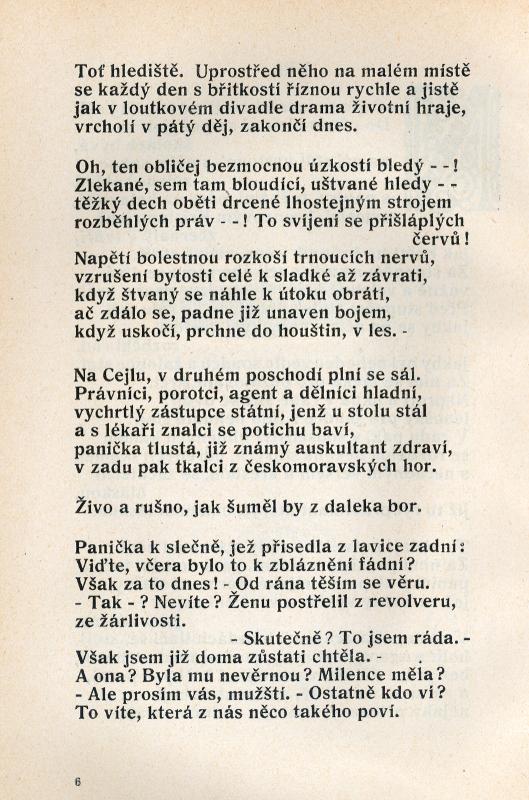 Toť hlediště. Uprostřed něho na malém místě
se každý den s břitkostí říznou rychle a jistě
jak v loutkovém divadle drama životní hraje,
vrcholí v pátý děj, zakončí dnes.
Oh, ten obličej bezmocnou úzkostí bledý - -!
Zlekané, sem tam bloudící, uštvané hledy - -
těžký dech oběti drcené lhostejným strojem
rozběhlých práv - -! To svíjení se přišláplých
červů!
Napětí bolestnou rozkoší trnoucích nervů,
vzrušení bytosti celé k sladké až závrati,
když štvaný se náhle k útoku obrátí,
ač zdálo se, padne již unaven bojem,
když uskočí, prchne do houštin, v les. -
Na Cejlu, v druhém poschodí plní se sál.
Právníci, porotci, agent a dělníci hladní,
vychrtlý zástupce státní, jenž u stolu stál
a s lékaři znalci se potichu baví,
panička tlustá, již známý auskultant zdraví,
v zadu pak tkalci z českomoravských hor.
Živo a rušno, jak šuměl by z daleka bor.
Panička k slečně, jež přisedla z lavice zadní:
Viďte, včera bylo to k zbláznění fádní?
Však za to dnes! - Od rána těším se věru.
- Tak - ? Nevíte? Ženu postřelil z revolveru,
ze žárlivosti.
- Skutečně? To jsem ráda. -
Však jsem již doma zůstati chtěla. -
A ona? Byla mu nevěrnou? Milence měla?
- Ale prosím vás, mužští. - Ostatně kdo ví?
To víte, která z nás něco takého poví.
6